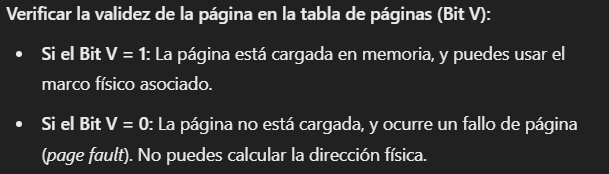 Verificar la validez de la página en la tabla de páginas (Bit V):
• Si el Bit V = 1: La página está cargada en memoria, y puedes usar el
marco físico asociado.
• Si el Bit V = 0: La página no está cargada, y ocurre un fallo de página
(page fault). No puedes calcular la dirección física.